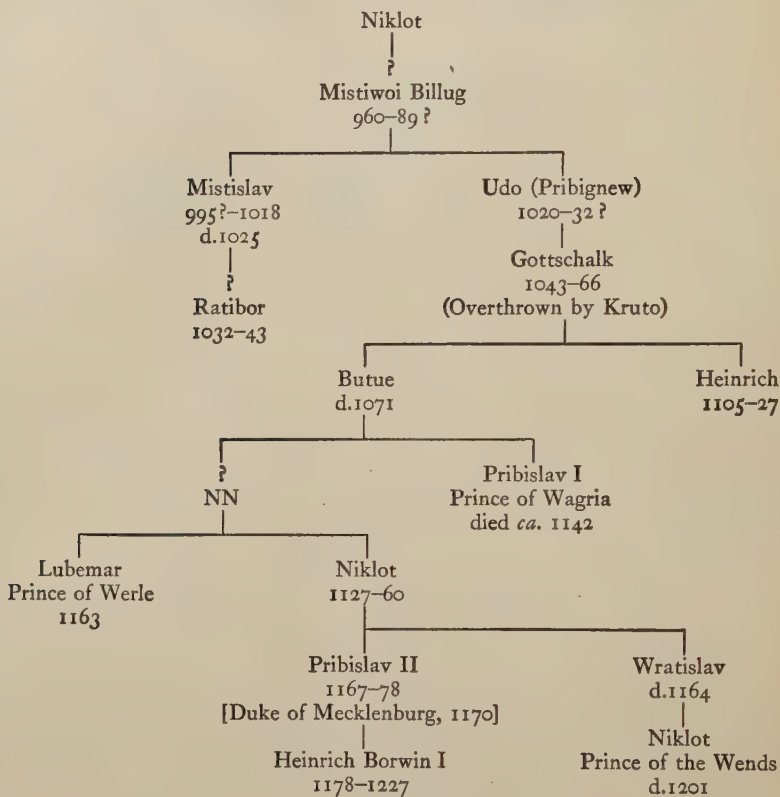 Niklot
?
Mistiwoi Billug
960–89 ?
Mistislav
995?–1018
d.1025
?
Ratibor
1032–43
Udo (Pribignew)
1020–32 ?
Gottschalk
1043–66
(Overthrown by Kruto)
Butue
d.1071
Heinrich
1105–27
?
NN
Pribislav I
Prince of Wagria
died ca. 1142
Lubemar
Prince of Werle
1163
Niklot
1127–60
Pribislav II
1167–78
[Duke of Mecklenburg, 1170]
Heinrich Borwin I
1178–1227
Wratislav
d.1164
Niklot
Prince of the Wends
d.1201